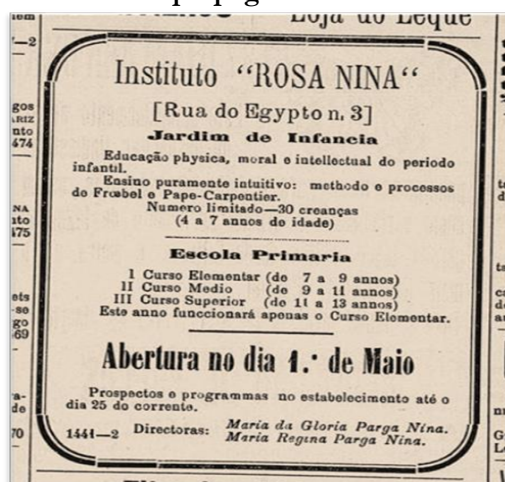 Loja do Leque
Instituto “ROSA NINA“
[Rua do Egypto n. 3]
Jardim de Infancia
Educação physica, moral e intellectual do periodo
infantil.
Ensino puramente intuitivo: methodo e processos
de Frœbel e Pape-Carpentier.
Numero limitado—30 creanças
(4 a 7 annos de idade)
Escola Primaria
I Curso Elementar (de 7 a 9 annos)
II Curso Medio (de 9 a 11 annos)
III Curso Superior (de 11 a 13 annos)
Este anno funccionará apenas o Curso Elementar.
Abertura no dia 1.º de Maio
Prospectos e programmas no estabelecimento até o
dia 25 do corrente.
1441—2 Directoras: Maria da Gloria Parga Nina.
Maria Regina Parga Nina.